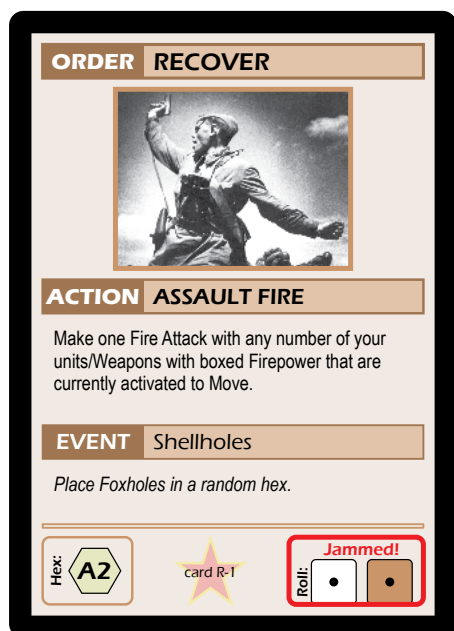 ORDER RECOVER
ACTION ASSAULT FIRE
Make one Fire Attack with any number of your
units/Weapons with boxed Firepower that are
currently activated to Move.
EVENT Shellholes
Place Foxholes in a random hex.
Hex: A2
card R-1
Jammed!
Roll: